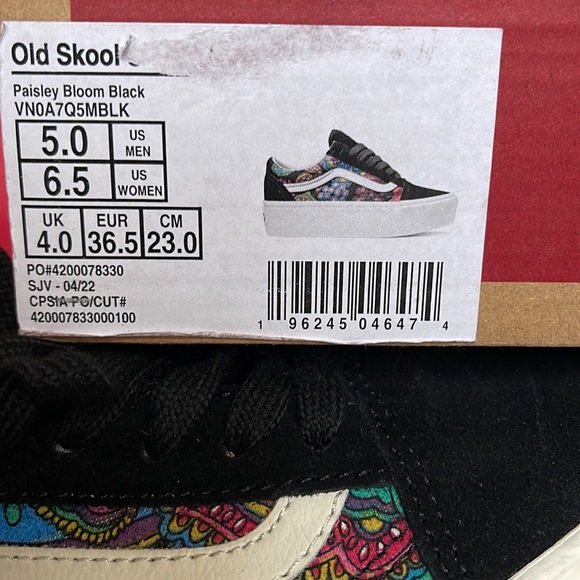 Old Skool
Paisley Bloom Black
VN0A7Q5MBLK
5.0 US MEN
6.5 US WOMEN
UK EUR CM
4.0 36.5 23.0
PO#4200078330
SJV - 04/22
CPSIA PO/CUT#
420007833000100
1 96245 04647 4